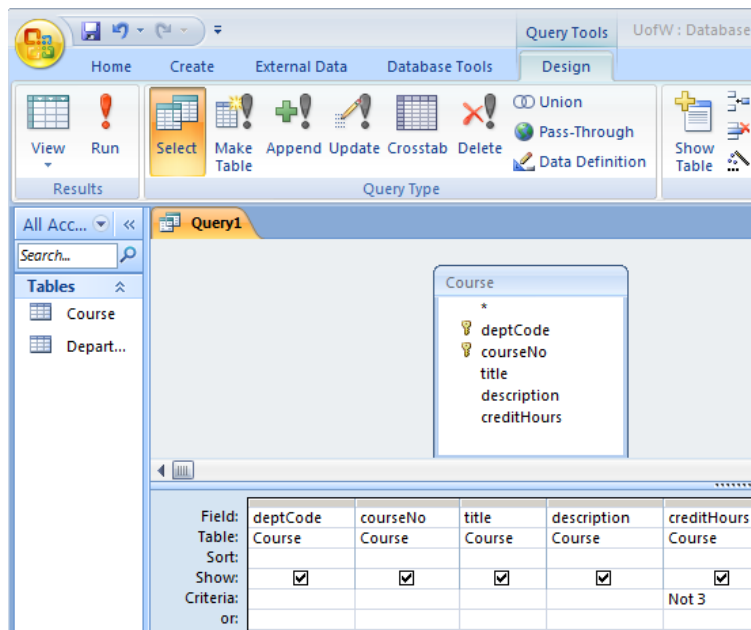 Query Tools UofW : Database
Home Create External Data Database Tools Design
View Run Select Make Table Append Update Crosstab Delete Union Pass-Through Data Definition Show Table
Results Query Type
All Acc... « Query1
Search...
Tables
Course
Depart...
Course
*
deptCode
courseNo
title
description
creditHours
Field: deptCode courseNo title description creditHours
Table: Course Course Course Course Course
Sort:
Show:
Criteria: Not 3
or: